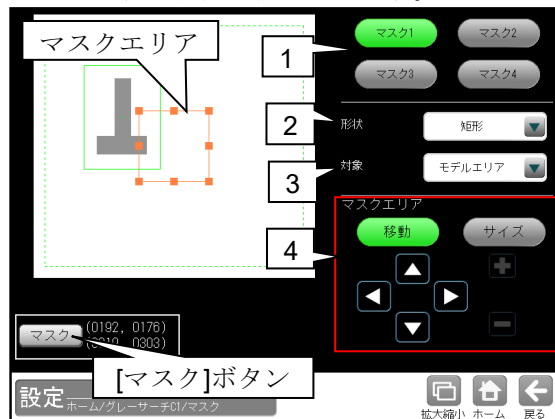 マスクエリア
1
マスク1
マスク2
マスク3
マスク4
2
形状
矩形
対象
モデルエリア
3
マスクエリア
4
移動
サイズ
マスク
(0192, 0176)
0303)
[マスク]ボタン
設定
ホーム/グレーサーチC1/マスク
拡大縮小
ホーム
戻る